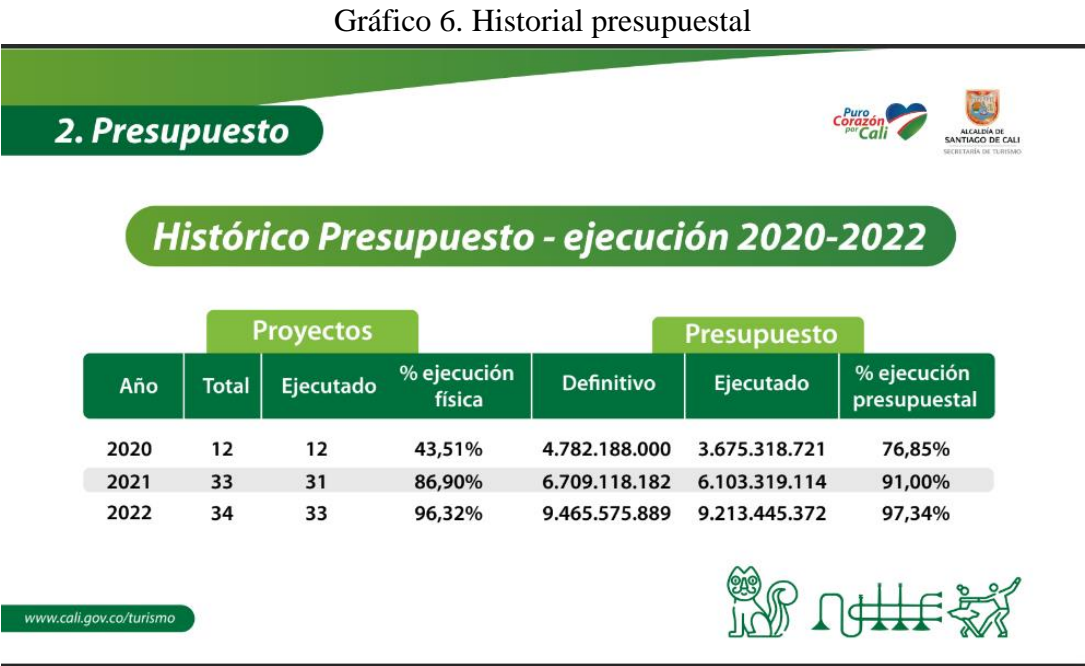 Gráfico 6. Historial presupuestal
2. Presupuesto
Puro
Corazón
por Cali
ALCALDÍA DE
SANTIAGO DE CALI
SECRETARÍA DE TURISMO
Histórico Presupuesto - ejecución 2020-2022
Proyectos Presupuesto
Año Total Ejecutado % ejecución física Definitivo Ejecutado % ejecución presupuestal
2020 12 12 43,51% 4.782.188.000 3.675.318.721 76,85%
2021 33 31 86,90% 6.709.118.182 6.103.319.114 91,00%
2022 34 33 96,32% 9.465.575.889 9.213.445.372 97,34%
www.cali.gov.co/turismo